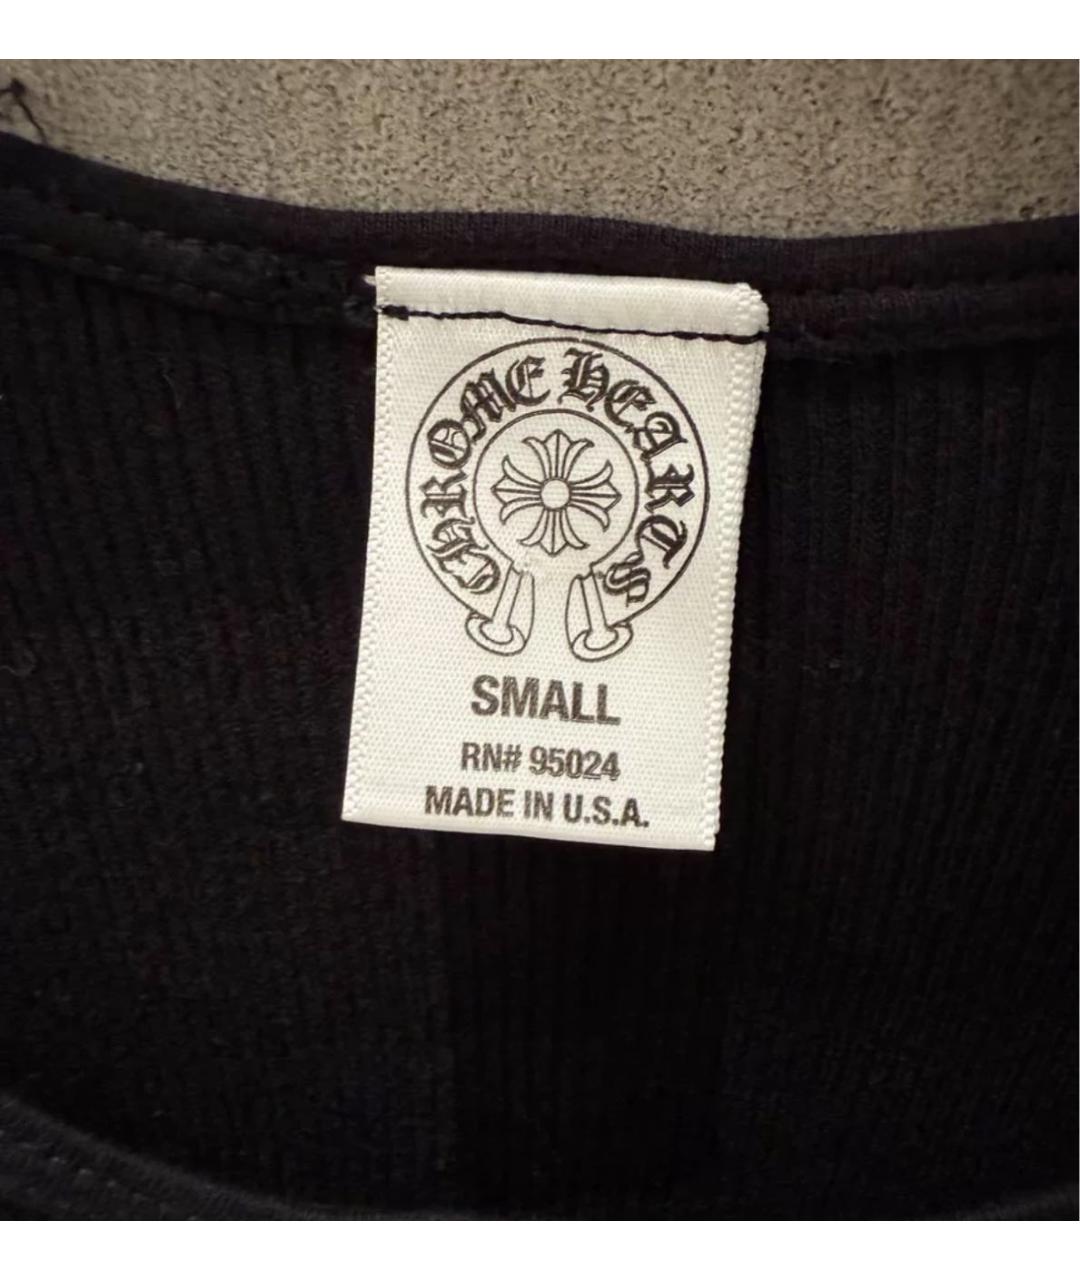 CHROME HEARTS
SMALL
RN# 95024
MADE IN U.S.A.